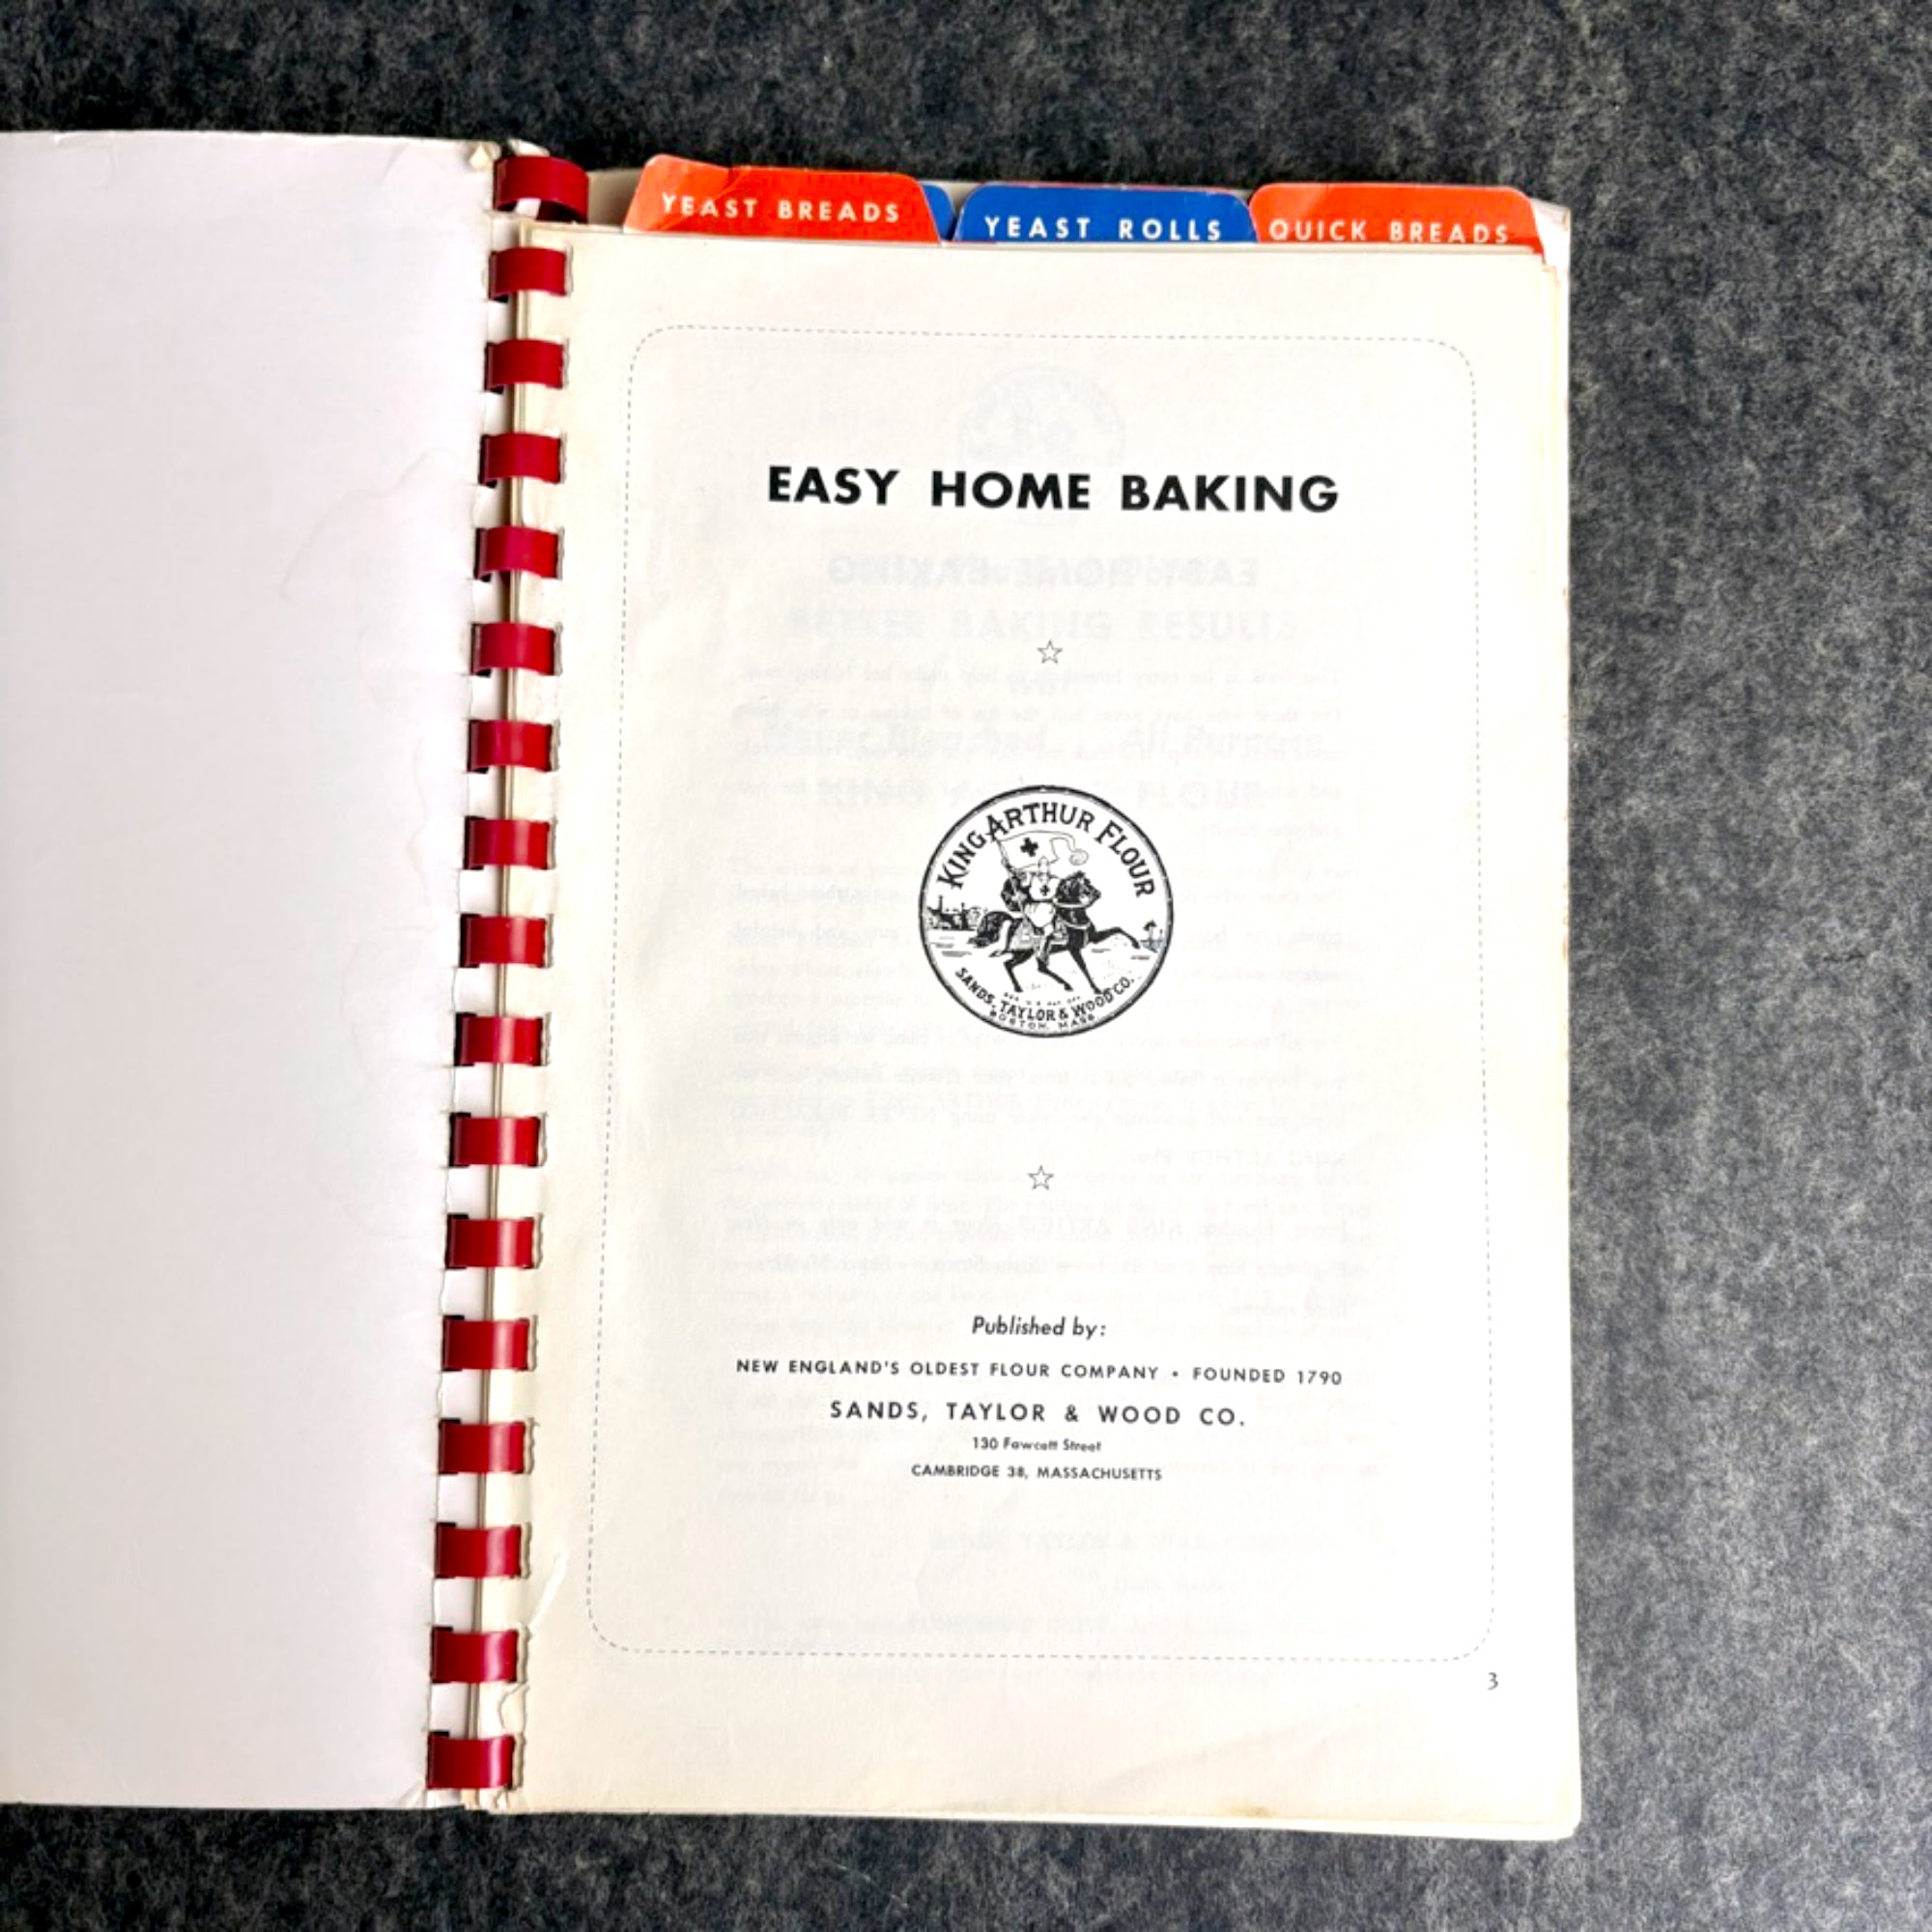 YEAST BREADS
YEAST ROLLS
QUICK BREADS
EASY HOME BAKING
KING ARTHUR FLOUR
SANDS, TAYLOR & WOOD CO.
BOSTON, MASS.
Published by:
NEW ENGLAND'S OLDEST FLOUR COMPANY • FOUNDED 1790
SANDS, TAYLOR & WOOD CO.
130 Fawcett Street
CAMBRIDGE 38, MASSACHUSETTS
3